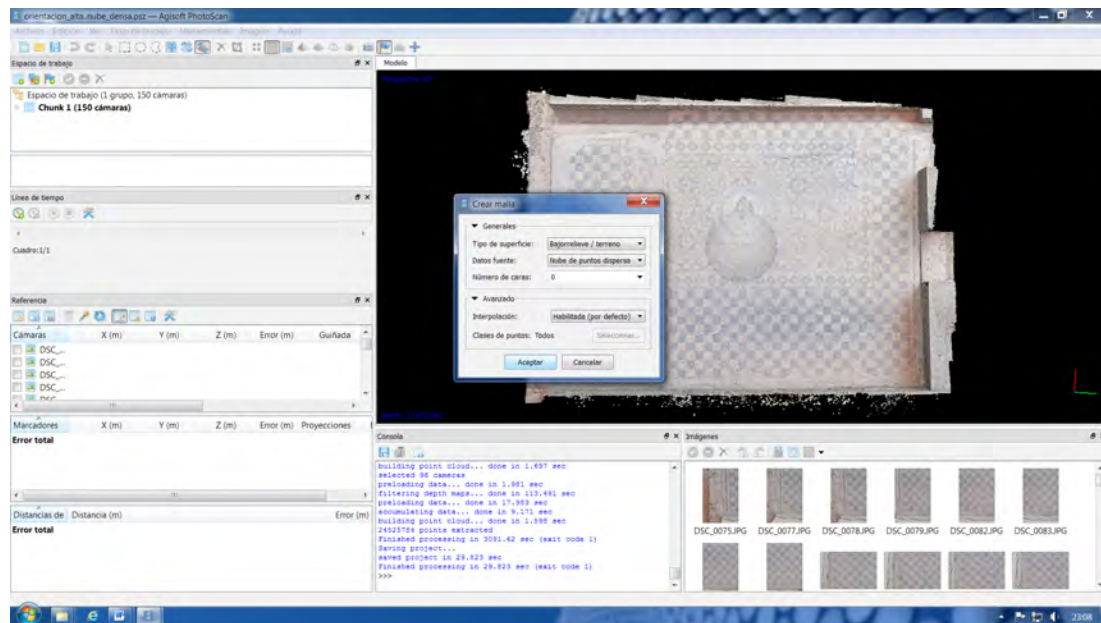 orientacion_alta.nube_densa.psz — Agisoft PhotoScan
Espacio de trabajo
Modelo
Espacio de trabajo (1 grupo, 150 cámaras)
Chunk 1 (150 cámaras)
Línea de tiempo
Cuadro:1/1
Referencia
Cámaras X (m) Y (m) Z (m) Error (m) Guiñada
DSC_...
DSC_...
DSC_...
DSC_...
Marcadores X (m) Y (m) Z (m) Error (m) Proyecciones
Error total
Distancias de Distancia (m) Error (m)
Error total
Crear malla
Generales
Tipo de superficie: Bajorrelieve / terreno
Datos fuente: Nube de puntos dispersa
Número de caras: 0
Avanzado
Interpolación: Habilitada (por defecto)
Clases de puntos: Todos Seleccionar...
Aceptar Cancelar
Consola
building point cloud... done in 1.697 sec
selected 96 cameras
preloading data... done in 1.981 sec
filtering depth maps... done in 113.491 sec
preloading data... done in 17.983 sec
accumulating data... done in 9.171 sec
building point cloud... done in 1.598 sec
24525784 points extracted
Finished processing in 3091.62 sec (exit code 1)
Saving project...
saved project in 29.823 sec
Finished processing in 29.823 sec (exit code 1)
>>>
Imágenes
DSC_0075.JPG DSC_0077.JPG DSC_0078.JPG DSC_0079.JPG DSC_0082.JPG DSC_0083.JPG
23:08